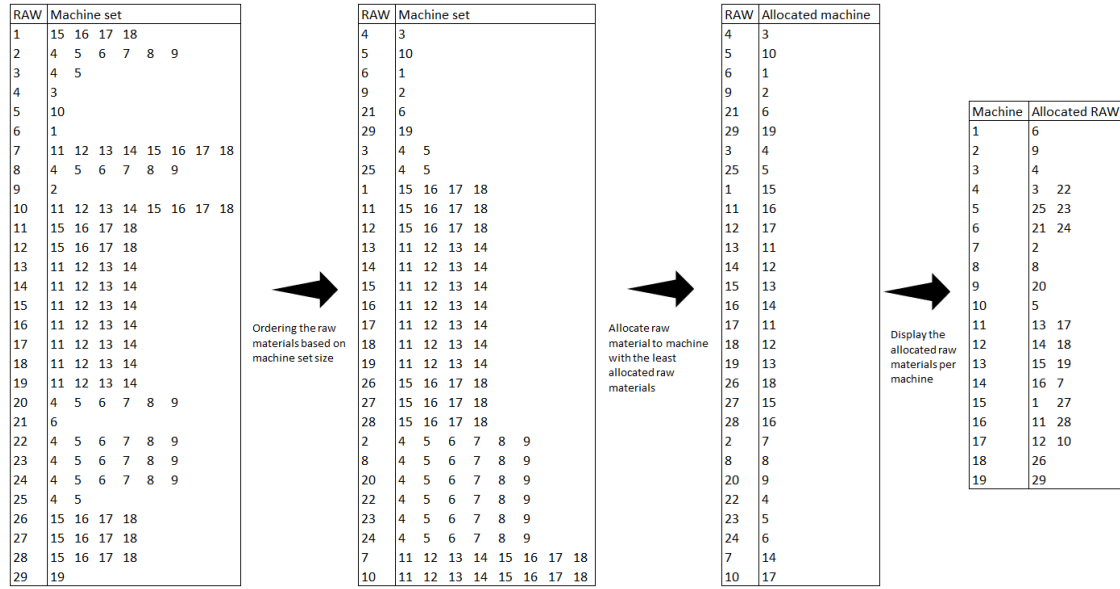 RAW Machine set
1 15 16 17 18
2 4 5 6 7 8 9
3 4 5
4 3
5 10
6 1
7 11 12 13 14 15 16 17 18
8 4 5 6 7 8 9
9 2
10 11 12 13 14 15 16 17 18
11 15 16 17 18
12 15 16 17 18
13 11 12 13 14
14 11 12 13 14
15 11 12 13 14
16 11 12 13 14
17 11 12 13 14
18 11 12 13 14
19 11 12 13 14
20 4 5 6 7 8 9
21 6
22 4 5 6 7 8 9
23 4 5 6 7 8 9
24 4 5 6 7 8 9
25 4 5
26 15 16 17 18
27 15 16 17 18
28 15 16 17 18
29 19
Ordering the raw
materials based on
machine set size
RAW Machine set
4 3
5 10
6 1
9 2
21 6
29 19
3 4 5
25 4 5
1 15 16 17 18
11 15 16 17 18
12 15 16 17 18
13 11 12 13 14
14 11 12 13 14
15 11 12 13 14
16 11 12 13 14
17 11 12 13 14
18 11 12 13 14
19 11 12 13 14
26 15 16 17 18
27 15 16 17 18
28 15 16 17 18
2 4 5 6 7 8 9
8 4 5 6 7 8 9
20 4 5 6 7 8 9
22 4 5 6 7 8 9
23 4 5 6 7 8 9
24 4 5 6 7 8 9
7 11 12 13 14 15 16 17 18
10 11 12 13 14 15 16 17 18
Allocate raw
material to machine
with the least
allocated raw
materials
RAW Allocated machine
4 3
5 10
6 1
9 2
21 6
29 19
3 4
25 5
1 15
11 16
12 17
13 11
14 12
15 13
16 14
17 11
18 12
19 13
26 18
27 15
28 16
2 7
8 8
20 9
22 4
23 5
24 6
7 14
10 17
Display the
allocated raw
materials per
machine
Machine Allocated RAW
1 6
2 9
3 4
4 3 22
5 25 23
6 21 24
7 2
8 8
9 20
10 5
11 13 17
12 14 18
13 15 19
14 16 7
15 1 27
16 11 28
17 12 10
18 26
19 29